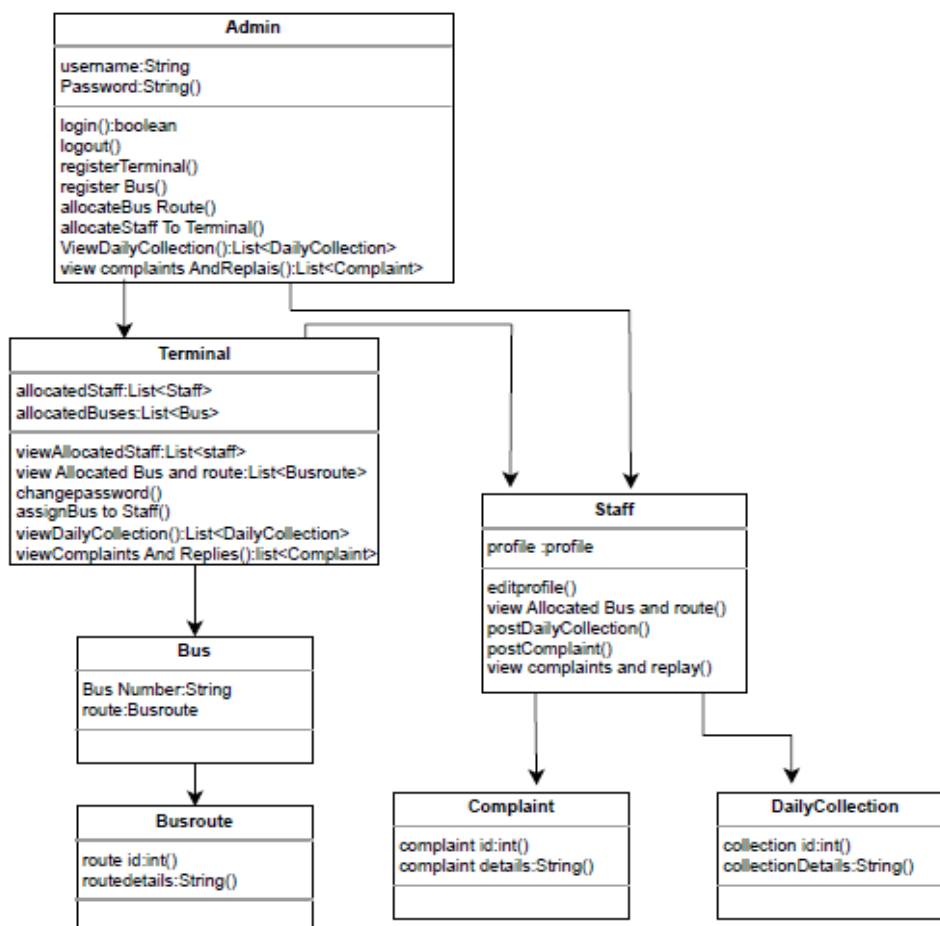 Admin
username:String
Password:String()
login():boolean
logout()
registerTerminal()
register Bus()
allocateBus Route()
allocateStaff To Terminal()
ViewDailyCollection():List<DailyCollection>
view complaints AndReplais():List<Complaint>
Terminal
allocatedStaff:List<Staff>
allocatedBuses:List<Bus>
viewAllocatedStaff:List<staff>
view Allocated Bus and route:List<Busroute>
changepassword()
assignBus to Staff()
viewDailyCollection():List<DailyCollection>
viewComplaints And Replies():list<Complaint>
Staff
profile :profile
editprofile()
view Allocated Bus and route()
postDailyCollection()
postComplaint()
view complaints and replay()
Bus
Bus Number:String
route:Busroute
Busroute
route id:int()
routedetails:String()
Complaint
complaint id:int()
complaint details:String()
DailyCollection
collection id:int()
collectionDetails:String()